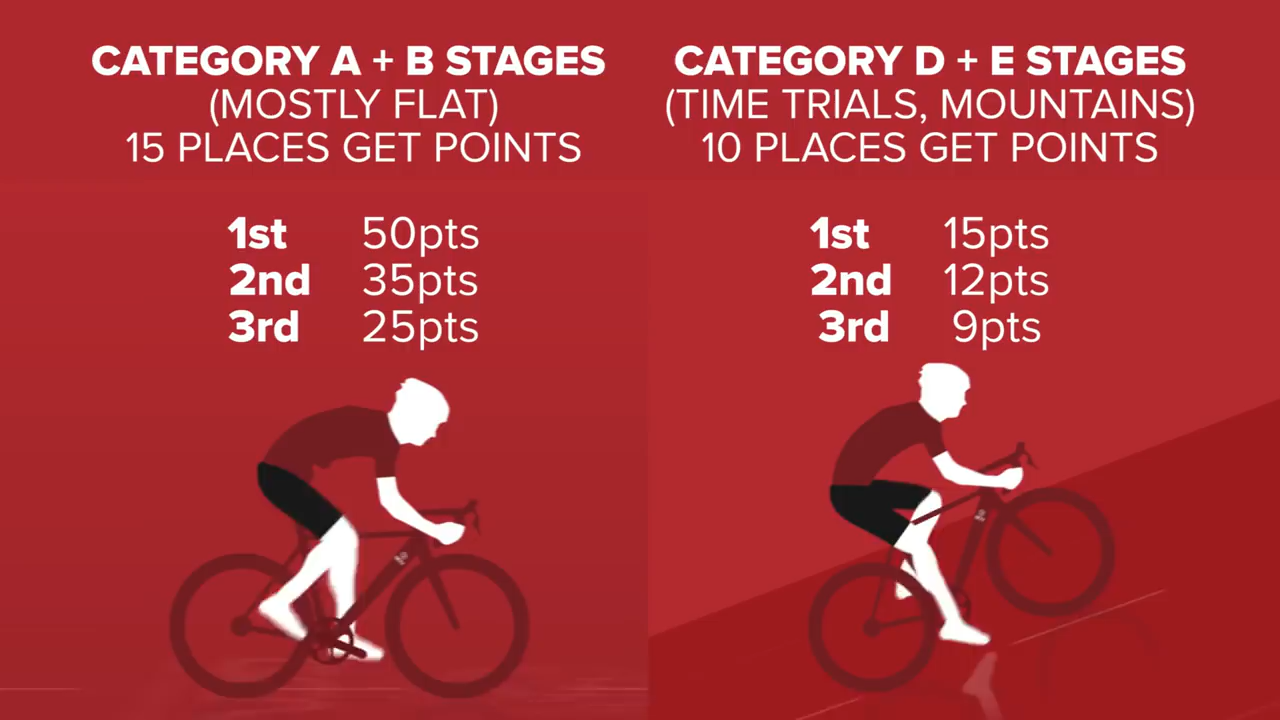 CATEGORY A + B STAGES
(MOSTLY FLAT)
15 PLACES GET POINTS
1st 50pts
2nd 35pts
3rd 25pts
CATEGORY D + E STAGES
(TIME TRIALS, MOUNTAINS)
10 PLACES GET POINTS
1st 15pts
2nd 12pts
3rd 9pts